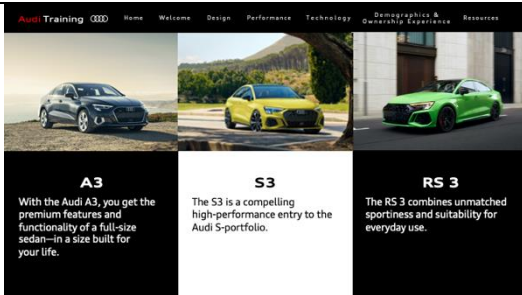 Audi Training
Home
Welcome
Design
Performance
Technology
Demographics &
Ownership Experience
Resources
A3
With the Audi A3, you get the
premium features and
functionality of a full-size
sedan—in a size built for
your life.
S3
The S3 is a compelling
high-performance entry to the
Audi S-portfolio.
RS 3
The RS 3 combines unmatched
sportiness and suitability for
everyday use.